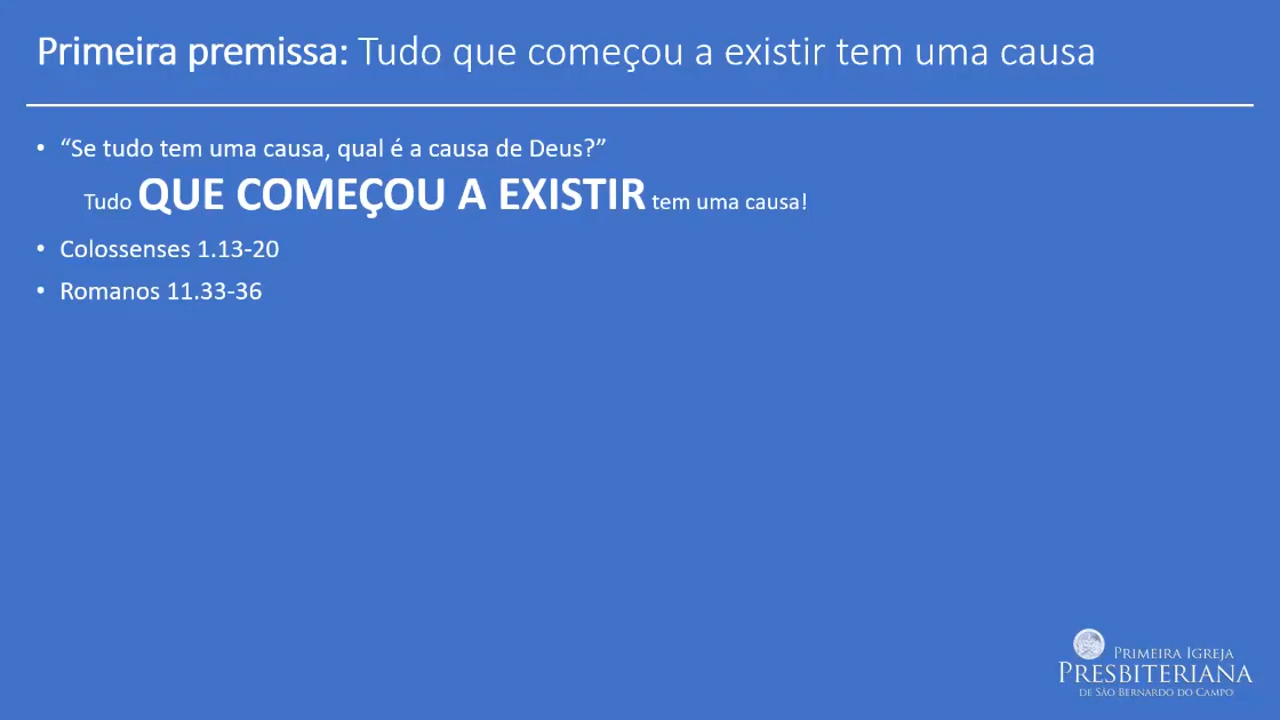 Primeira premissa: Tudo que começou a existir tem uma causa
• “Se tudo tem uma causa, qual é a causa de Deus?”
Tudo QUE COMEÇOU A EXISTIR tem uma causa!
• Colossenses 1.13-20
• Romanos 11.33-36
PRIMEIRA IGREJA
PRESBITERIANA
DE SÃO BERNARDO DO CAMPO